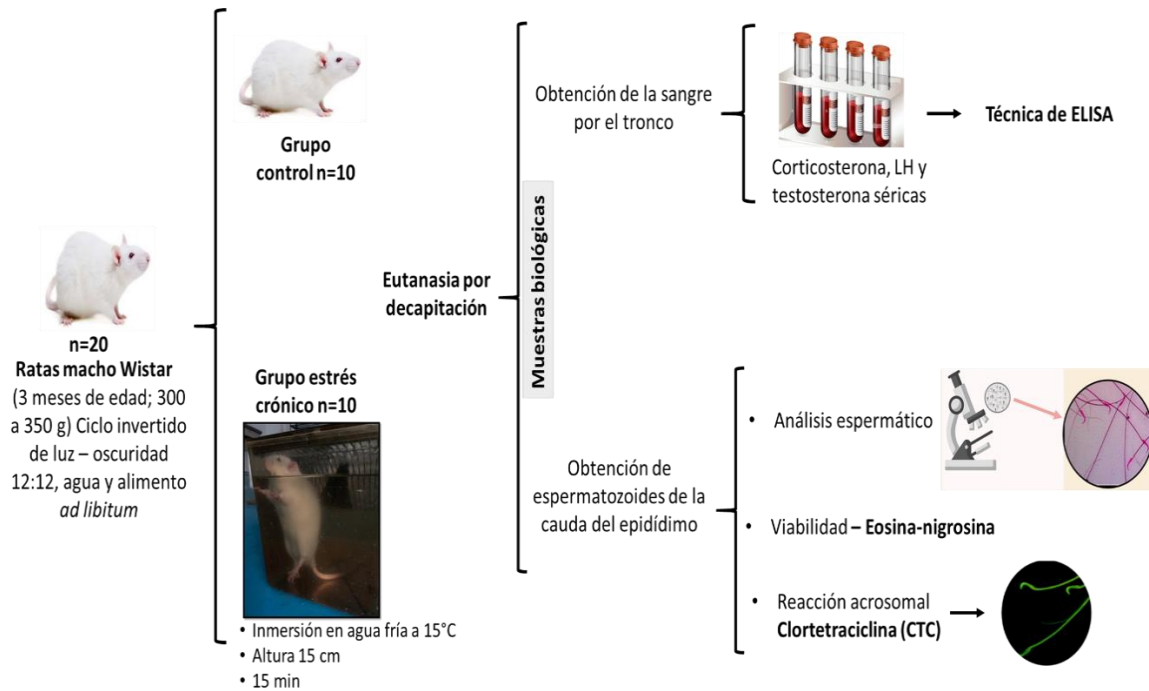 n=20
Ratas macho Wistar
(3 meses de edad; 300
a 350 g) Ciclo invertido
de luz – oscuridad
12:12, agua y alimento
ad libitum
Grupo
control n=10
Grupo estrés
crónico n=10
• Inmersión en agua fría a 15°C
• Altura 15 cm
• 15 min
Eutanasia por
decapitación
Muestras biológicas
Obtención de la sangre
por el tronco
Corticosterona, LH y
testosterona séricas
Técnica de ELISA
Obtención de
espermatozoides de la
cauda del epidídimo
• Análisis espermático
• Viabilidad – Eosina-nigrosina
• Reacción acrosomal
Clortetraciclina (CTC)